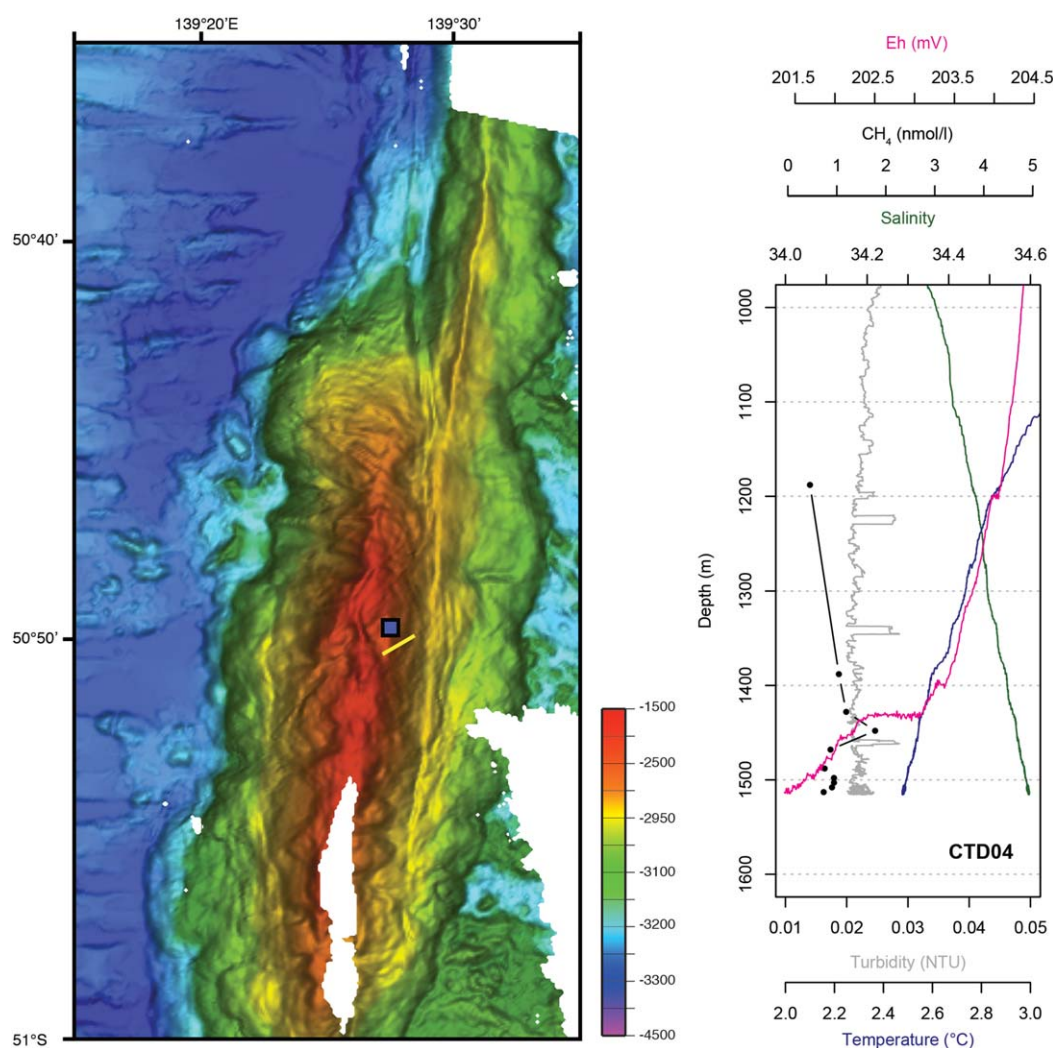 139°20'E 139°30'
50°40'
50°50'
51°S
-1500
-2500
-2950
-3100
-3200
-3300
-4500
Eh (mV)
201.5 202.5 203.5 204.5
CH4 (nmol/l)
0 1 2 3 4 5
Salinity
34.0 34.2 34.4 34.6
Depth (m)
1000
1100
1200
1300
1400
1500
1600
CTD04
0.01 0.02 0.03 0.04 0.05
Turbidity (NTU)
2.0 2.2 2.4 2.6 2.8 3.0
Temperature (°C)